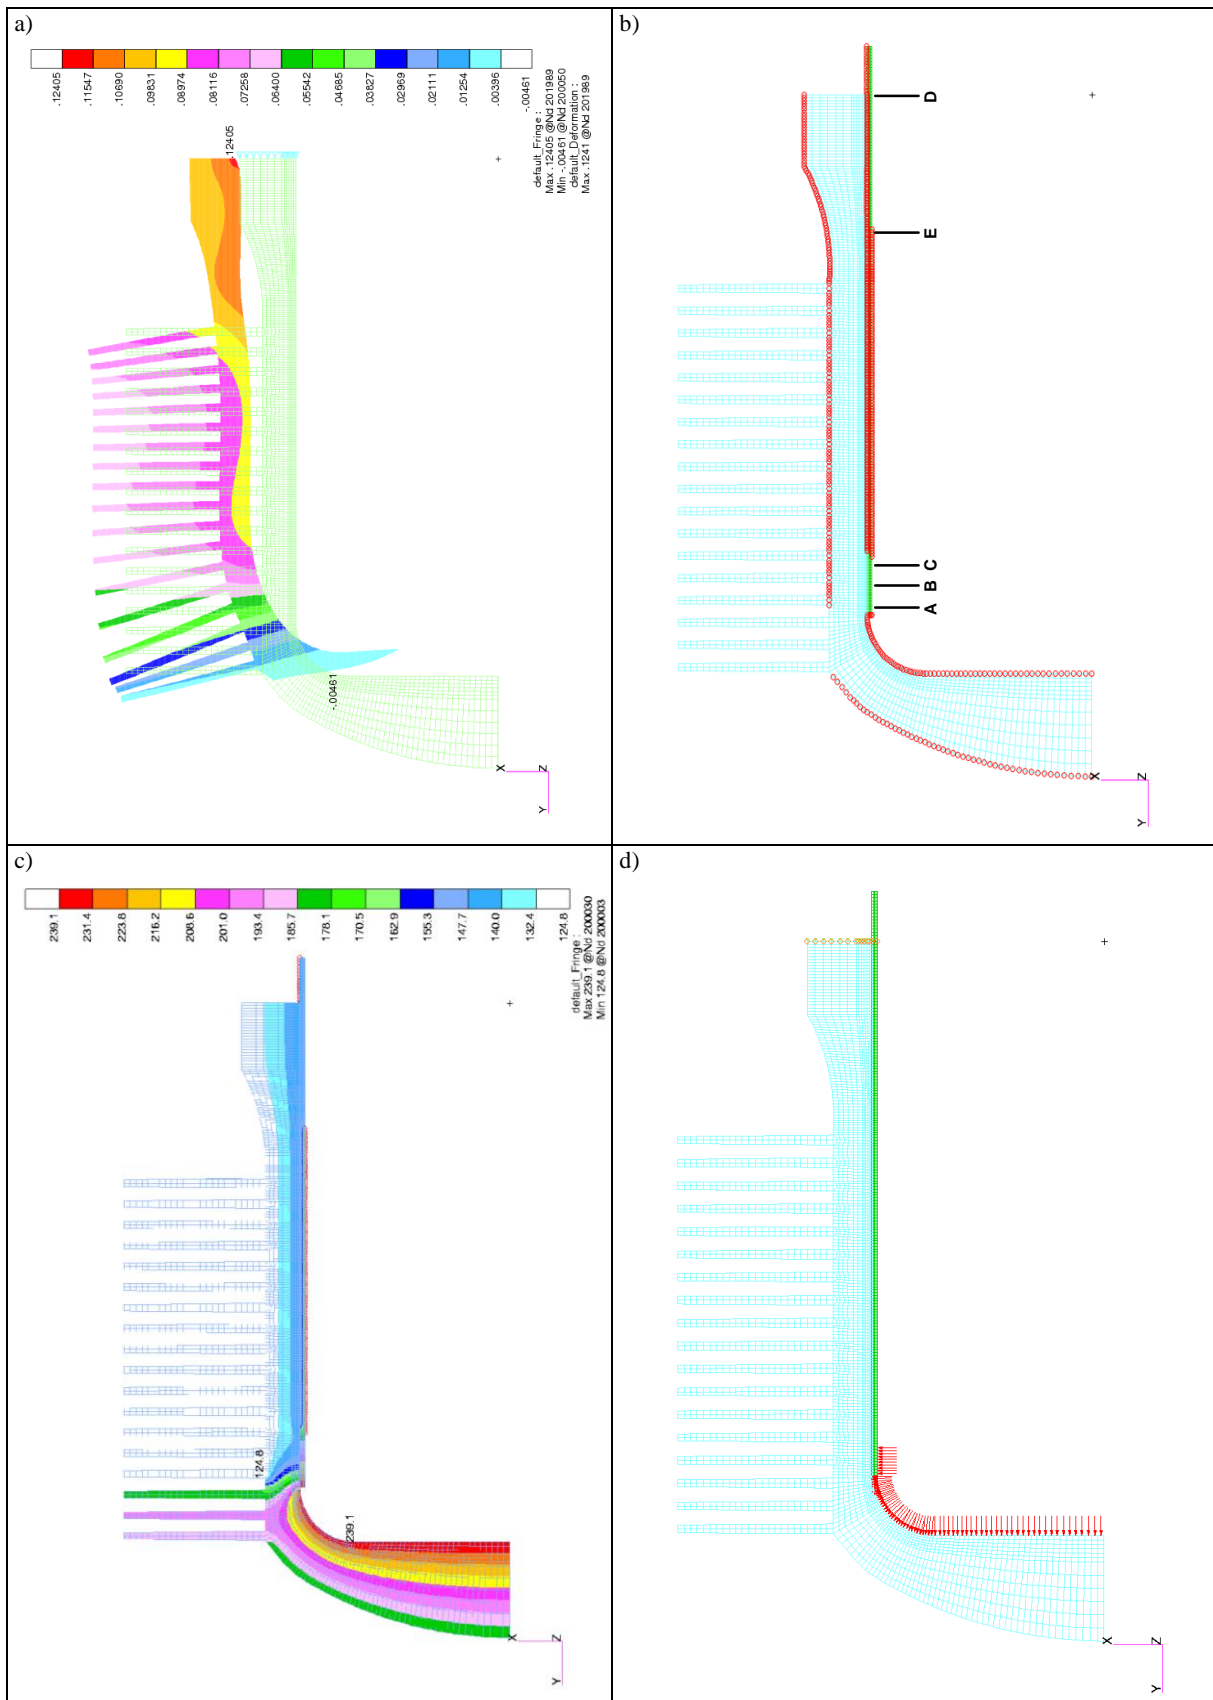 a)
.12405
.11547
.10690
.09831
.08974
.08116
.07258
.06400
.05542
.04685
.03827
.02969
.02111
.01254
.00396
-.00461
default_Fringe :
Max .12405 @Nd 201989
Min -.00461 @Nd 200050
default_Deformation :
Max .1241 @Nd 201989
.12405
-.00461
X
Z
Y
b)
D
E
C
B
A
X
Z
Y
c)
239.1
231.4
223.8
216.2
208.6
201.0
193.4
185.7
178.1
170.5
162.9
155.3
147.7
140.0
132.4
124.8
default_Fringe :
Max 239.1 @Nd 200030
Min 124.8 @Nd 200003
124.8
239.1
X
Z
Y
d)
X
Z
Y